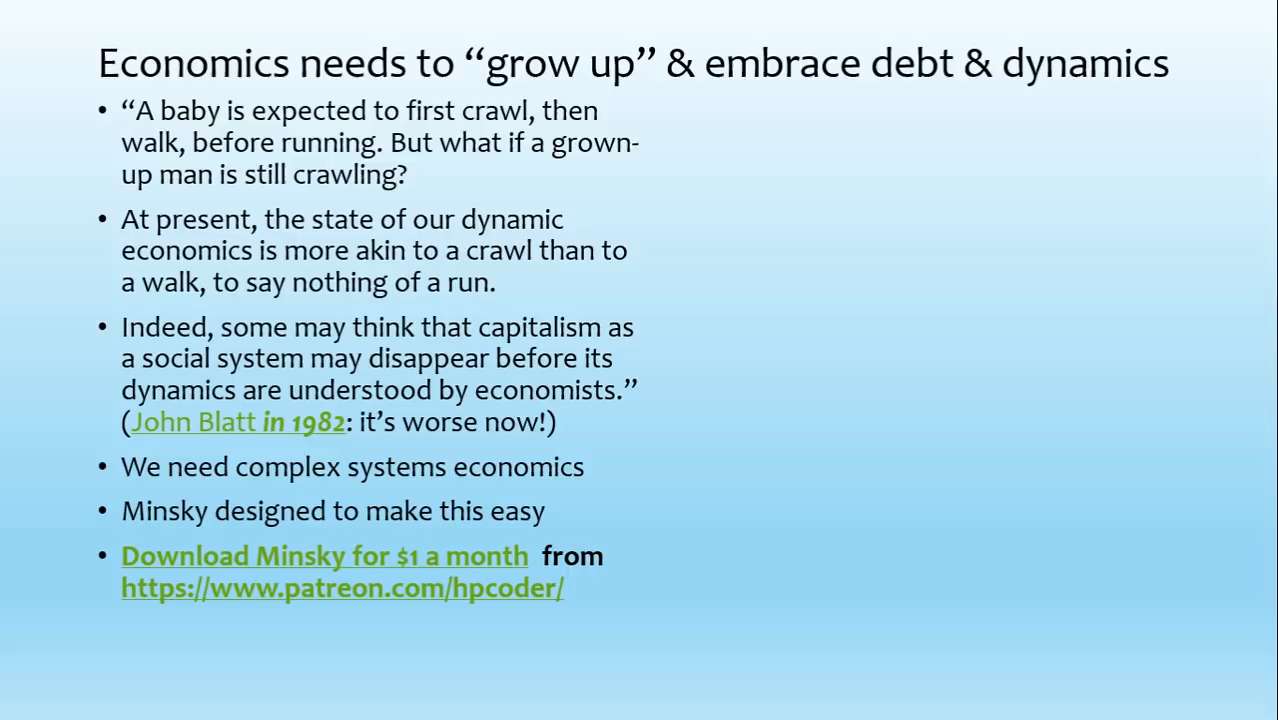 Economics needs to “grow up” & embrace debt & dynamics
• “A baby is expected to first crawl, then
walk, before running. But what if a grown-
up man is still crawling?
• At present, the state of our dynamic
economics is more akin to a crawl than to
a walk, to say nothing of a run.
• Indeed, some may think that capitalism as
a social system may disappear before its
dynamics are understood by economists.”
(John Blatt in 1982: it’s worse now!)
• We need complex systems economics
• Minsky designed to make this easy
• Download Minsky for $1 a month from
https://www.patreon.com/hpcoder/